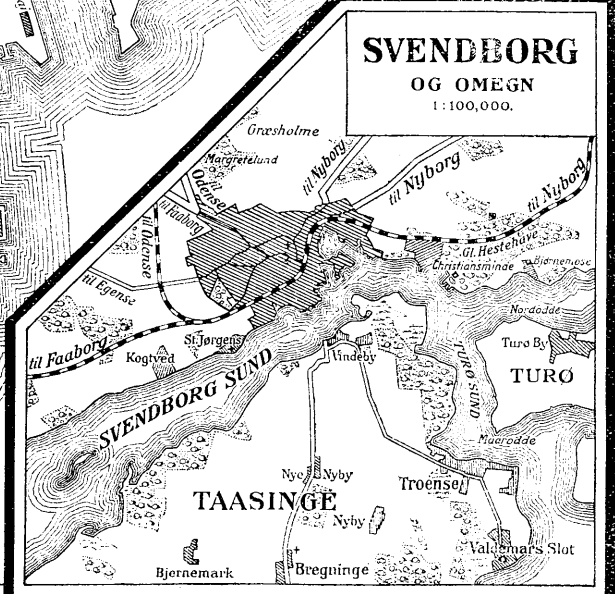 SVENDBORG
OG OMEGN
1:100,000.
Græsholme
Margretelund
til Nyborg
til Nyborg
til Nyborg
til Odense
til Faaborg
til Odense
Gl. Hestehave
Christiansminde
Bjørnemose
til Egense
Nordodde
til Faaborg
St. Jørgens
Kogtved
Vindeby
Turø By
TURØ
SVENDBORG SUND
TURØ SUND
Maarodde
Nye
Nyby
TAASINGE
Troense
Nyby
Valdemars Slot
Bjernemark
Bregninge